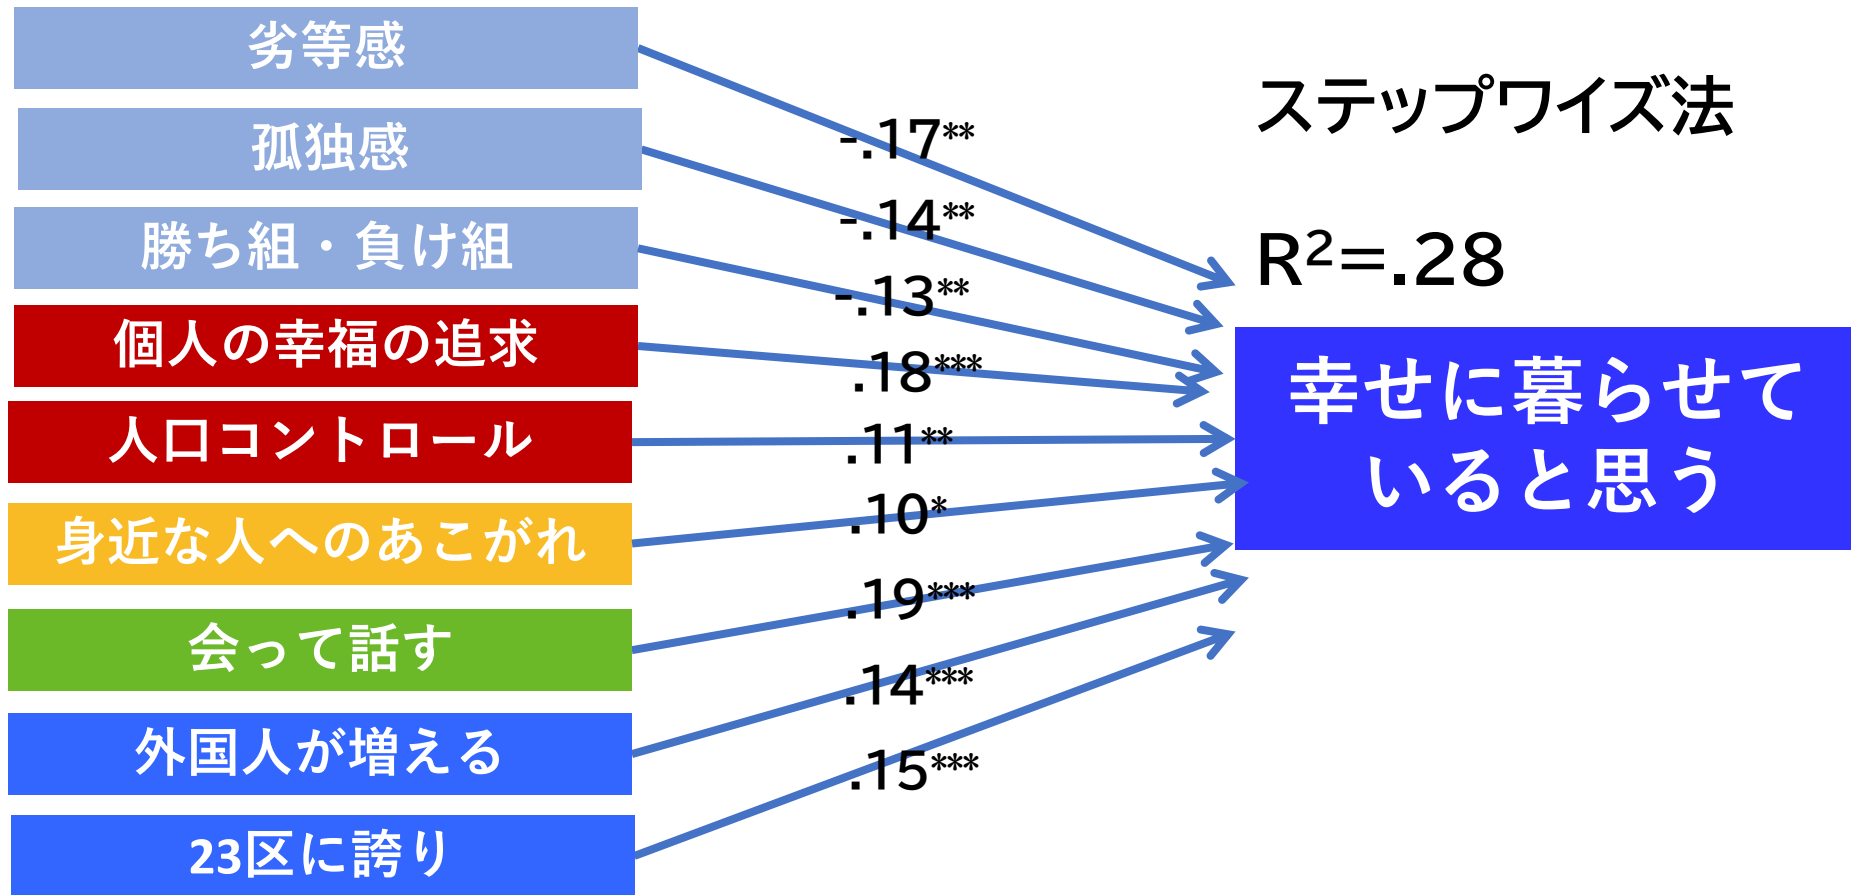 劣等感
孤独感
勝ち組・負け組
個人の幸福の追求
人口コントロール
身近な人へのあこがれ
会って話す
外国人が増える
23区に誇り
-.17**
-.14**
-.13**
.18***
.11**
.10*
.19***
.14***
.15***
ステップワイズ法
R²=.28
幸せに暮らせて
いると思う